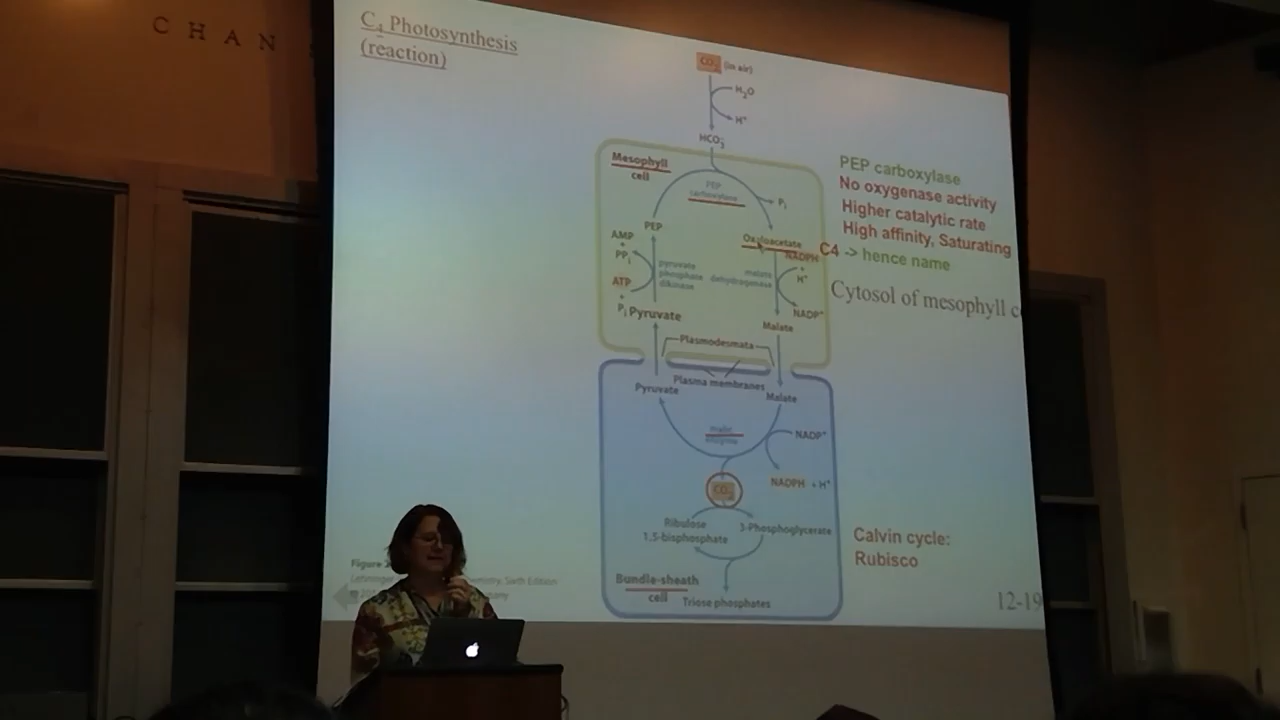 CHAN
C4 Photosynthesis
(reaction)
CO2 (in air)
H2O
H+
HCO3-
Mesophyll
cell
PEP
carboxylase
Pi
PEP
Oxaloacetate
AMP
+
PPi
ATP
+
Pi
pyruvate
phosphate
dikinase
malate
dehydrogenase
NADPH
+
H+
NADP+
Pyruvate
Malate
Plasmodesmata
Plasma membranes
Pyruvate
Malate
malic
enzyme
NADP+
NADPH + H+
CO2
Ribulose
1,5-bisphosphate
3-Phosphoglycerate
Bundle-sheath
cell
Triose phosphates
PEP carboxylase
No oxygenase activity
Higher catalytic rate
High affinity, Saturating
C4 -> hence name
Cytosol of mesophyll c
Calvin cycle:
Rubisco
12-19
Figure
Sixth Edition